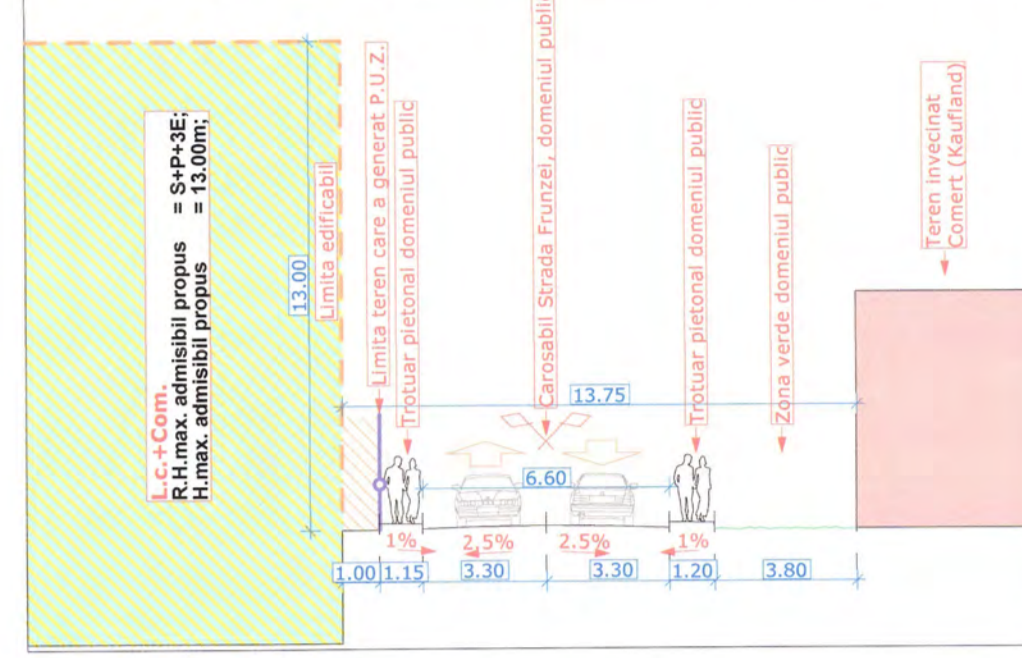 L.c.+Com.
R.H.max. admisibil propus = S+P+3E;
H.max. admisibil propus = 13.00m;
13.00
Limita edificabil
Limita teren care a generat P.U.Z.
Trotuar pietonal domeniul public
Carosabil Strada Frunzei, domeniul public
Trotuar pietonal domeniul public
Zona verde domeniul public
Teren invecinat
Comert (Kaufland)
13.75
6.60
1% 2,5% 2.5% 1%
1.00 1.15 3.30 3.30 1.20 3.80